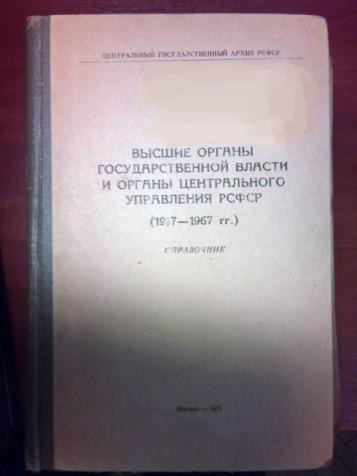 ЦЕНТРАЛЬНЫЙ ГОСУДАРСТВЕННЫЙ АРХИВ РСФСР
ВЫСШИЕ ОРГАНЫ
ГОСУДАРСТВЕННОЙ ВЛАСТИ
И ОРГАНЫ ЦЕНТРАЛЬНОГО
УПРАВЛЕНИЯ РСФСР
(1917—1967 гг.)
СПРАВОЧНИК
Москва — 1971